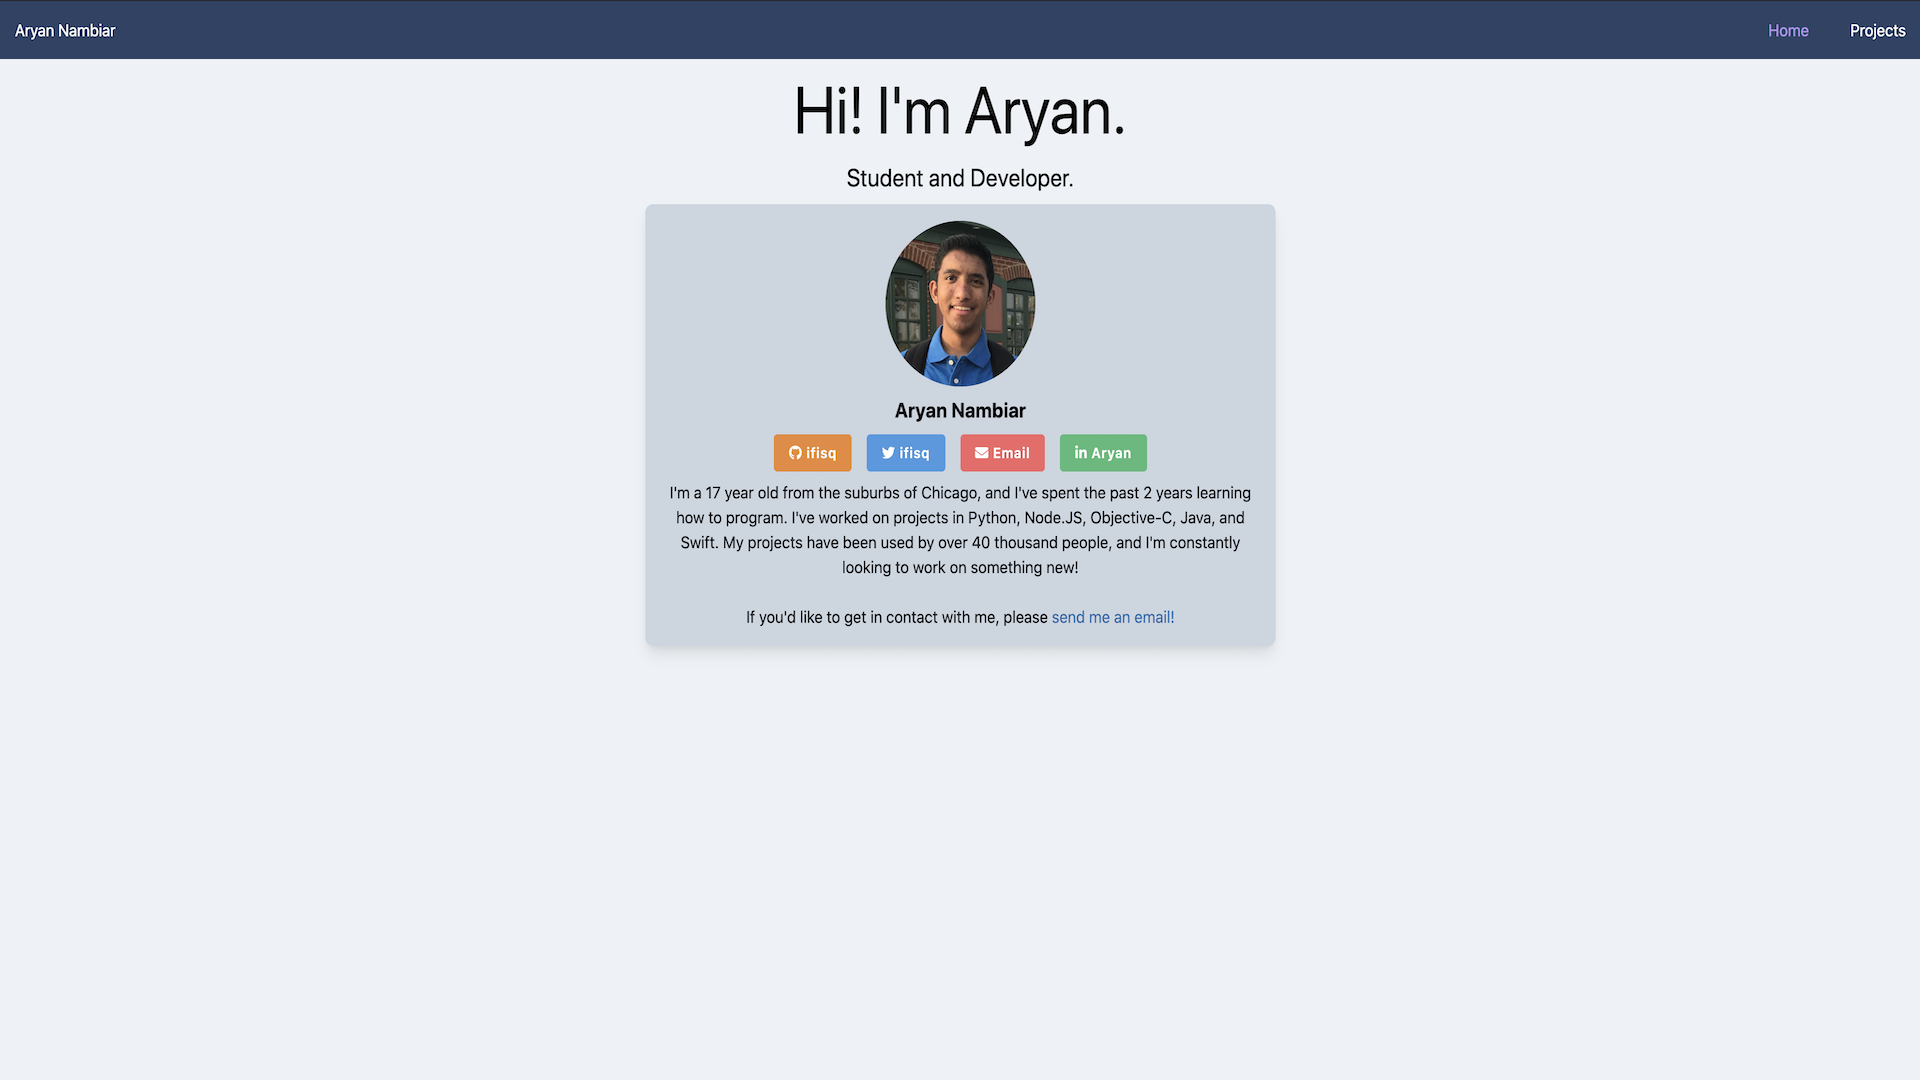 Aryan Nambiar
Home
Projects
Hi! I'm Aryan.
Student and Developer.
Aryan Nambiar
ifisq
ifisq
Email
in Aryan
I'm a 17 year old from the suburbs of Chicago, and I've spent the past 2 years learning
how to program. I've worked on projects in Python, Node.JS, Objective-C, Java, and
Swift. My projects have been used by over 40 thousand people, and I'm constantly
looking to work on something new!
If you'd like to get in contact with me, please send me an email!